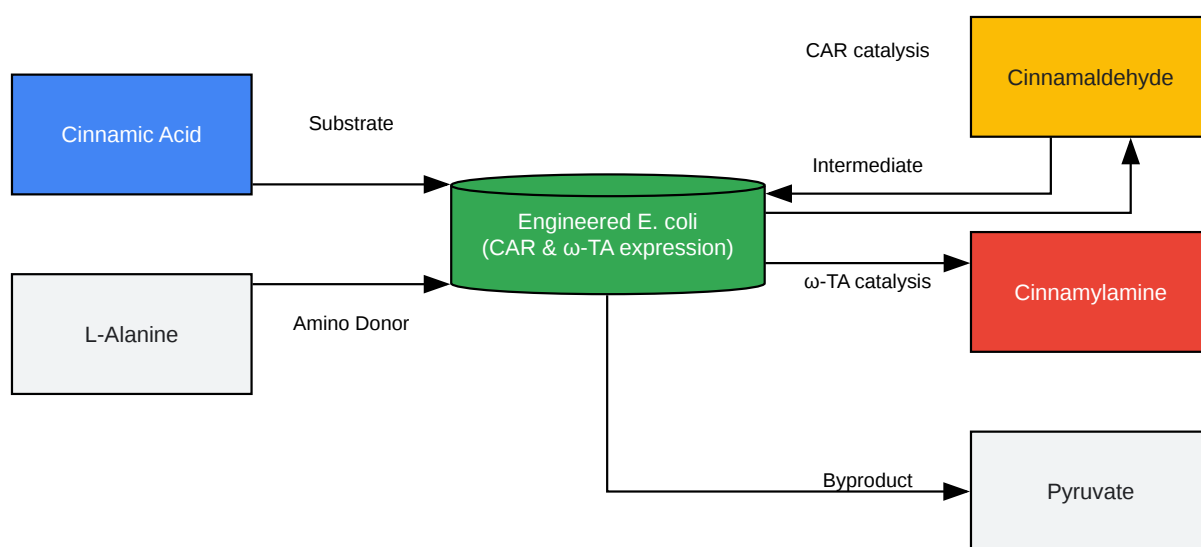 CAR catalysis
Cinnamaldehyde
Cinnamic Acid
Substrate
Intermediate
Engineered E. coli
(CAR & ω-TA expression)
ω-TA catalysis
Cinnamylamine
L-Alanine
Amino Donor
Byproduct
Pyruvate